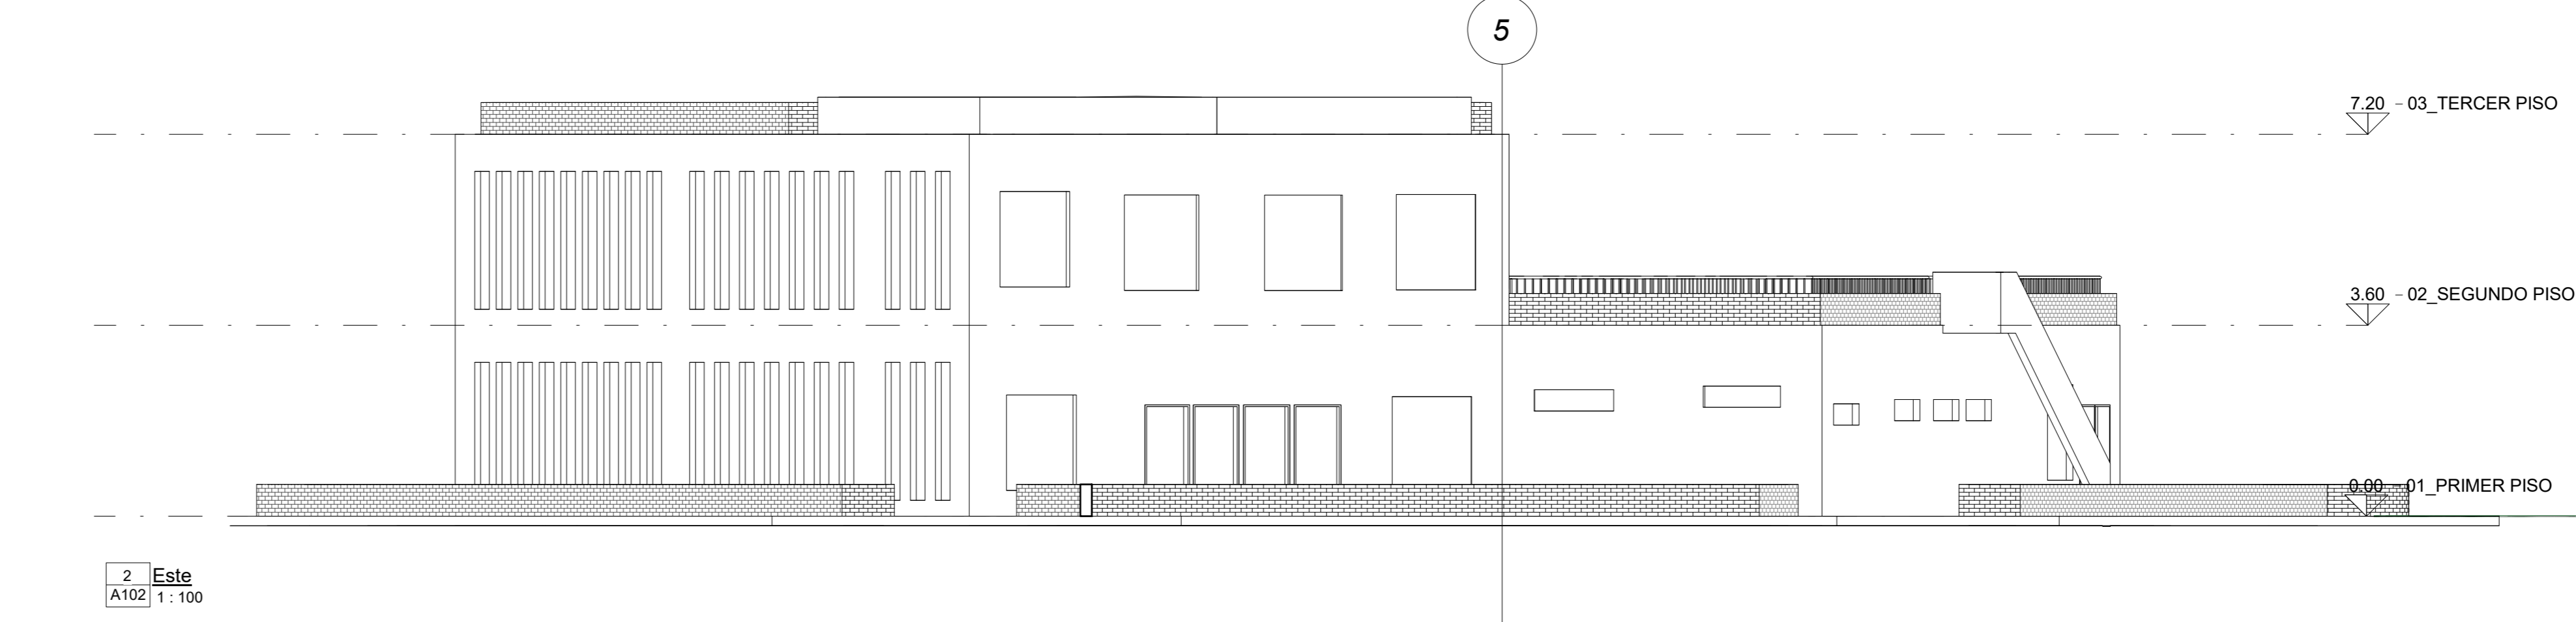 5
7.20 - 03_TERCER PISO
3.60 - 02_SEGUNDO PISO
0.00 - 01_PRIMER PISO
2 Este
A102 1 : 100